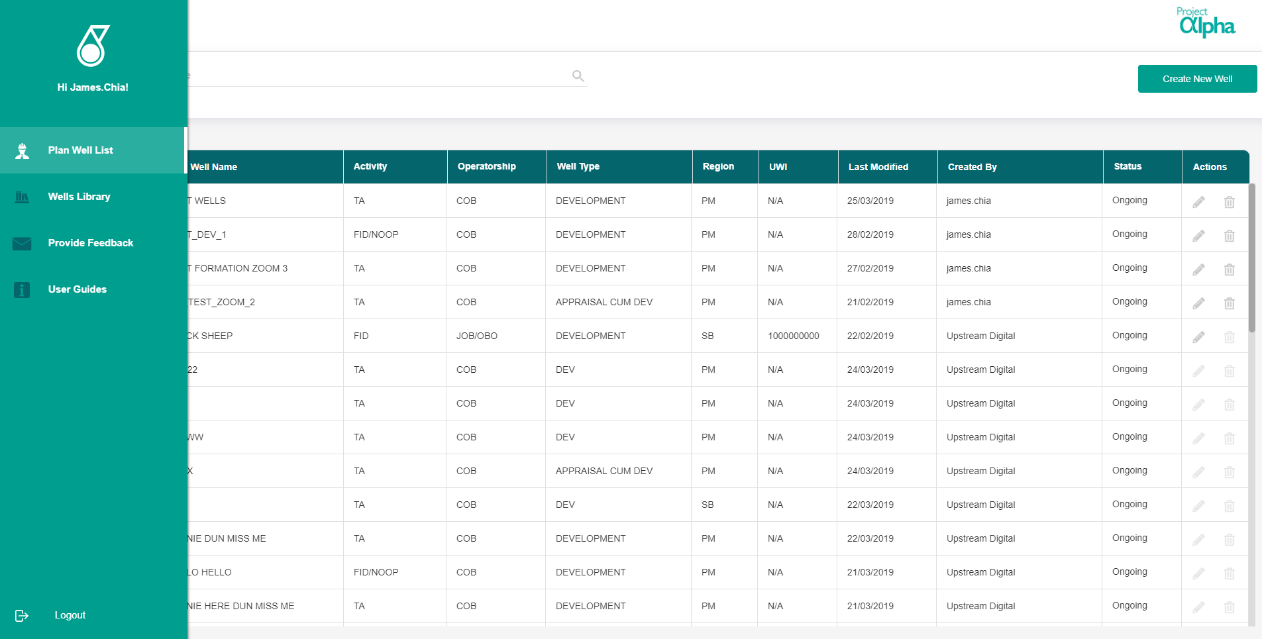 Project
αlpha
Hi James.Chia!
Create New Well
Plan Well List
Wells Library
Provide Feedback
User Guides
Logout
Well Name Activity Operatorship Well Type Region UWI Last Modified Created By Status Actions
T WELLS TA COB DEVELOPMENT PM N/A 25/03/2019 james.chia Ongoing
T_DEV_1 FID/NOOP COB DEVELOPMENT PM N/A 28/02/2019 james.chia Ongoing
T FORMATION ZOOM 3 TA COB DEVELOPMENT PM N/A 27/02/2019 james.chia Ongoing
TEST_ZOOM_2 TA COB APPRAISAL CUM DEV PM N/A 21/02/2019 james.chia Ongoing
CK SHEEP FID JOB/OBO DEVELOPMENT SB 1000000000 22/02/2019 Upstream Digital Ongoing
22 TA COB DEV PM N/A 24/03/2019 Upstream Digital Ongoing
TA COB DEV PM N/A 24/03/2019 Upstream Digital Ongoing
WW TA COB DEV PM N/A 24/03/2019 Upstream Digital Ongoing
X TA COB APPRAISAL CUM DEV PM N/A 24/03/2019 Upstream Digital Ongoing
TA COB DEV SB N/A 22/03/2019 Upstream Digital Ongoing
NIE DUN MISS ME TA COB DEVELOPMENT PM N/A 22/03/2019 Upstream Digital Ongoing
LO HELLO FID/NOOP COB DEVELOPMENT PM N/A 21/03/2019 Upstream Digital Ongoing
NIE HERE DUN MISS ME TA COB DEVELOPMENT PM N/A 21/03/2019 Upstream Digital Ongoing